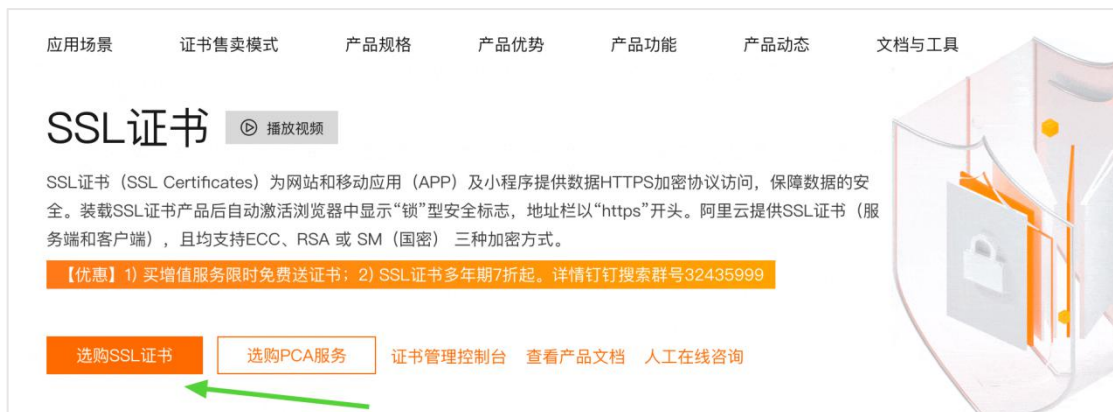 应用场景 证书售卖模式 产品规格 产品优势 产品功能 产品动态 文档与工具
SSL证书 播放视频
SSL证书（SSL Certificates）为网站和移动应用（APP）及小程序提供数据HTTPS加密协议访问，保障数据的安
全。装载SSL证书产品后自动激活浏览器中显示“锁”型安全标志，地址栏以“https”开头。阿里云提供SSL证书（服
务端和客户端），且均支持ECC、RSA 或 SM（国密） 三种加密方式。
【优惠】1) 买增值服务限时免费送证书；2) SSL证书多年期7折起。详情钉钉搜索群号32435999
选购SSL证书 选购PCA服务 证书管理控制台 查看产品文档 人工在线咨询